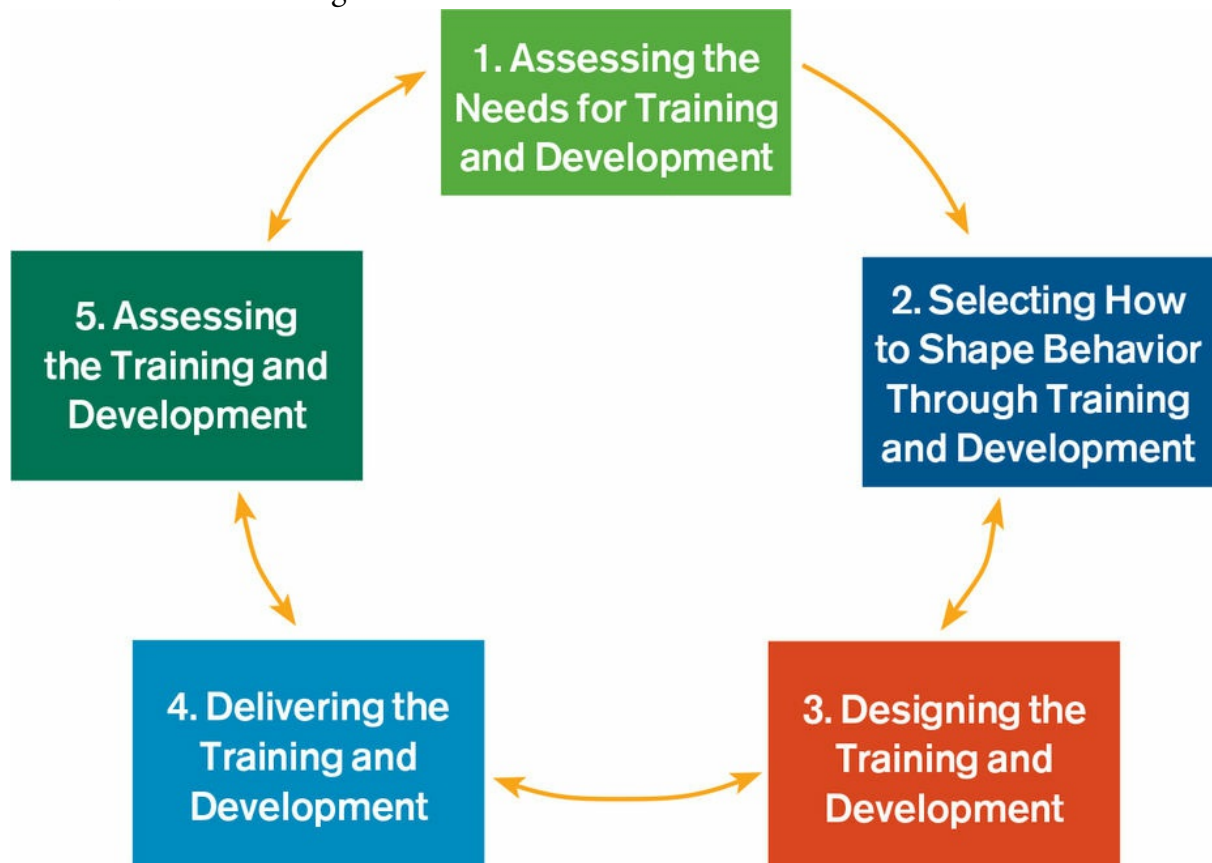 1. Assessing the
Needs for Training
and Development
2. Selecting How
to Shape Behavior
Through Training
and Development
3. Designing the
Training and
Development
4. Delivering the
Training and
Development
5. Assessing
the Training and
Development